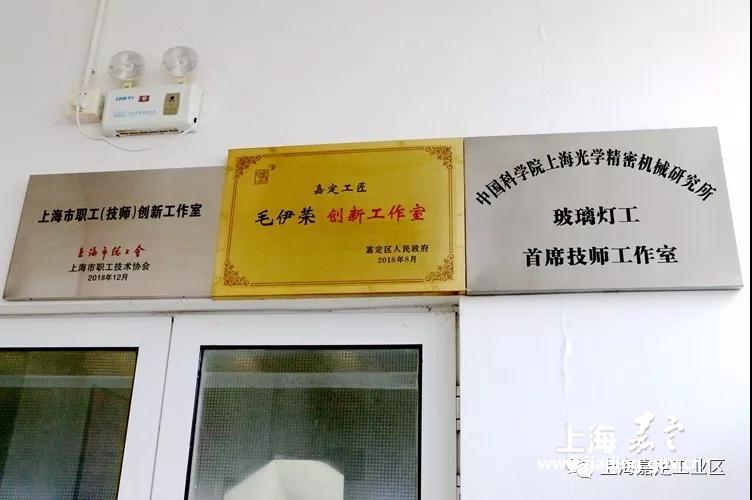 上海市职工(技师)创新工作室
上海市总工会
上海市职工技术协会
2018年12月
嘉定工匠
毛伊荣 创新工作室
嘉定区人民政府
2018年8月
中国科学院上海光学精密机械研究所
玻璃灯工
首席技师工作室
上海嘉定
上海嘉定工业区